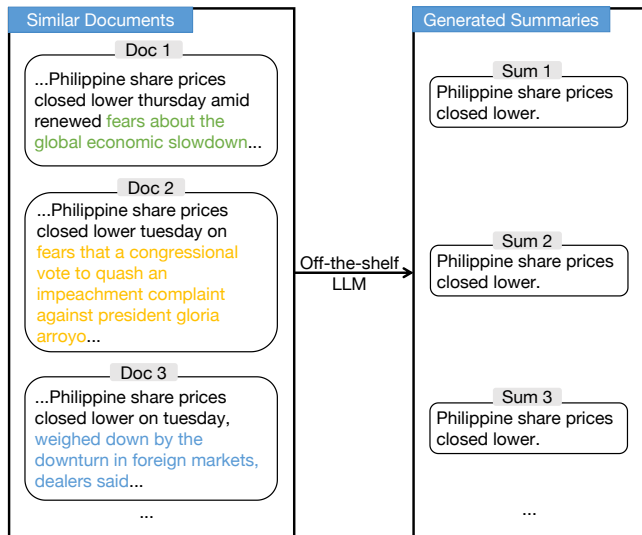 Similar Documents
Doc 1
...Philippine share prices
closed lower thursday amid
renewed fears about the
global economic slowdown...
Doc 2
...Philippine share prices
closed lower tuesday on
fears that a congressional
vote to quash an
impeachment complaint
against president gloria
arroyo...
Doc 3
...Philippine share prices
closed lower on tuesday,
weighed down by the
downturn in foreign markets,
dealers said...
...
Off-the-shelf
LLM
Generated Summaries
Sum 1
Philippine share prices
closed lower.
Sum 2
Philippine share prices
closed lower.
Sum 3
Philippine share prices
closed lower.
...